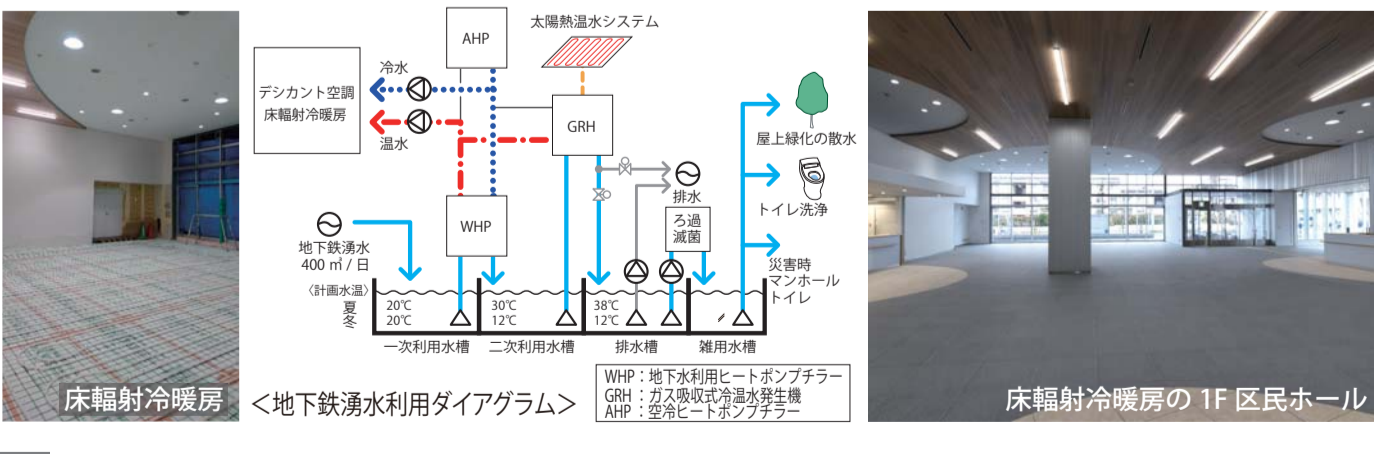 床輻射冷暖房
デシカント空調
床輻射冷暖房
冷水
温水
AHP
太陽熱温水システム
GRH
WHP
地下鉄湧水
400 ㎥ / 日
〈計画水温〉
夏
冬
20℃
20℃
30℃
12℃
38℃
12℃
排水
ろ過
滅菌
屋上緑化の散水
トイレ洗浄
災害時
マンホール
トイレ
一次利用水槽
二次利用水槽
排水槽
雑用水槽
<地下鉄湧水利用ダイアグラム>
WHP：地下水利用ヒートポンプチラー
GRH：ガス吸収式冷温水発生機
AHP：空冷ヒートポンプチラー
床輻射冷暖房の 1F 区民ホール